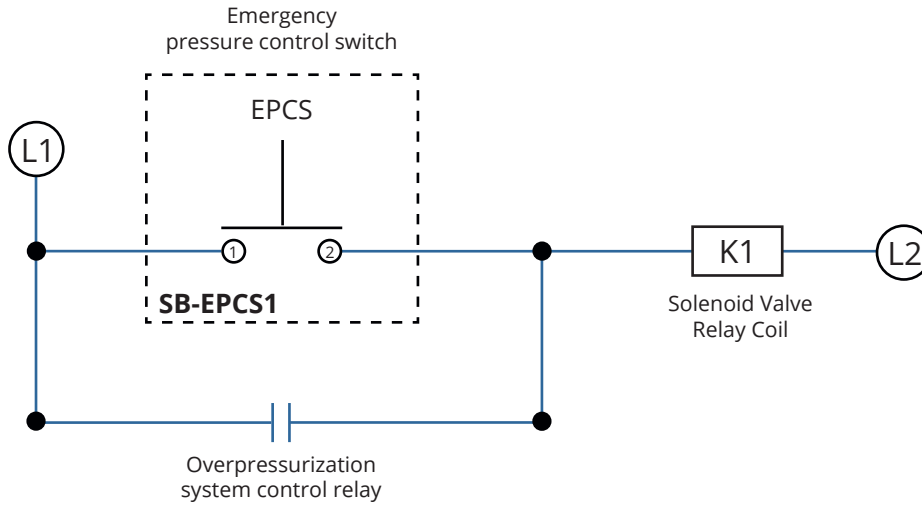 Emergency
pressure control switch
EPCS
L1
1
2
SB-EPCS1
K1
L2
Solenoid Valve
Relay Coil
Overpressurization
system control relay